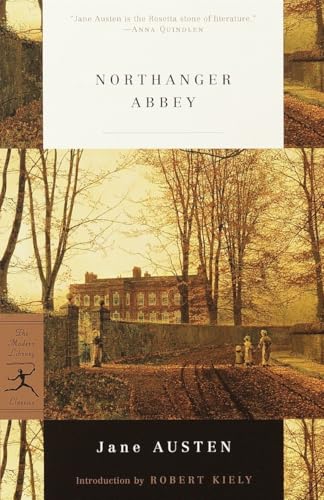 "Jane Austen is the Rosetta stone of literature."
—ANNA QUINDLEN
NORTHANGER
ABBEY
The
Modern Library
Classics
Jane AUSTEN
Introduction by ROBERT KIELY